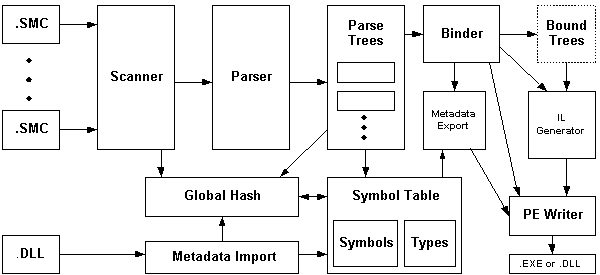 .SMC
.SMC
Scanner
Parser
Parse
Trees
Binder
Bound
Trees
Metadata
Export
IL
Generator
Global Hash
Symbol Table
Symbols
Types
PE Writer
.DLL
Metadata Import
.EXE or .DLL